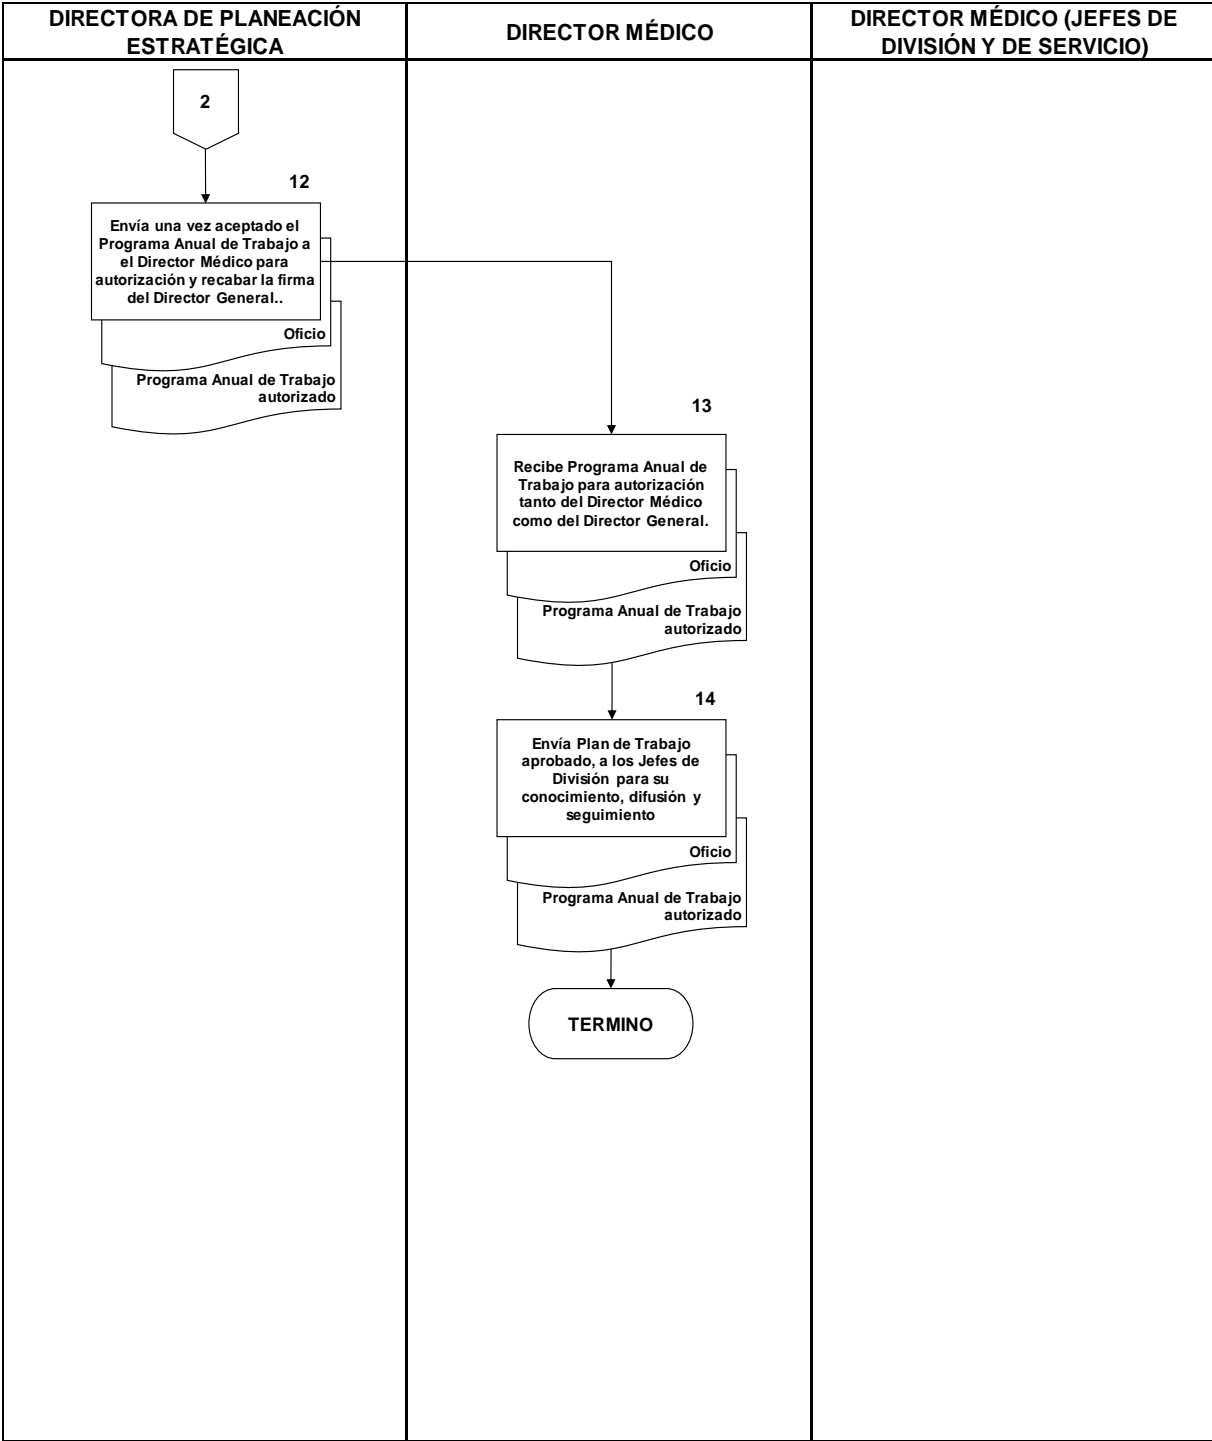 DIRECTORA DE PLANEACIÓN
ESTRATÉGICA
DIRECTOR MÉDICO
DIRECTOR MÉDICO (JEFES DE
DIVISIÓN Y DE SERVICIO)
2
12
Envía una vez aceptado el
Programa Anual de Trabajo a
el Director Médico para
autorización y recabar la firma
del Director General..
Oficio
Programa Anual de Trabajo
autorizado
13
Recibe Programa Anual de
Trabajo para autorización
tanto del Director Médico
como del Director General.
Oficio
Programa Anual de Trabajo
autorizado
14
Envía Plan de Trabajo
aprobado, a los Jefes de
División para su
conocimiento, difusión y
seguimiento
Oficio
Programa Anual de Trabajo
autorizado
TERMINO